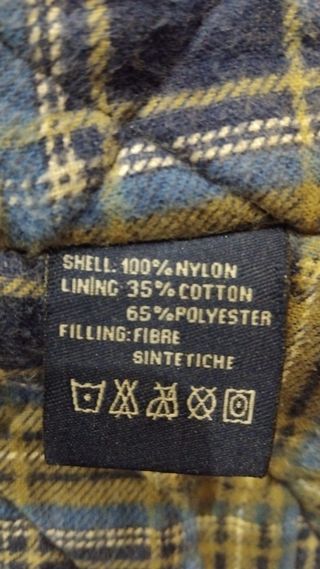 SHELL: 100% NYLON
LINING: 35% COTTON
65% POLYESTER
FILLING: FIBRE
SINTETICHE